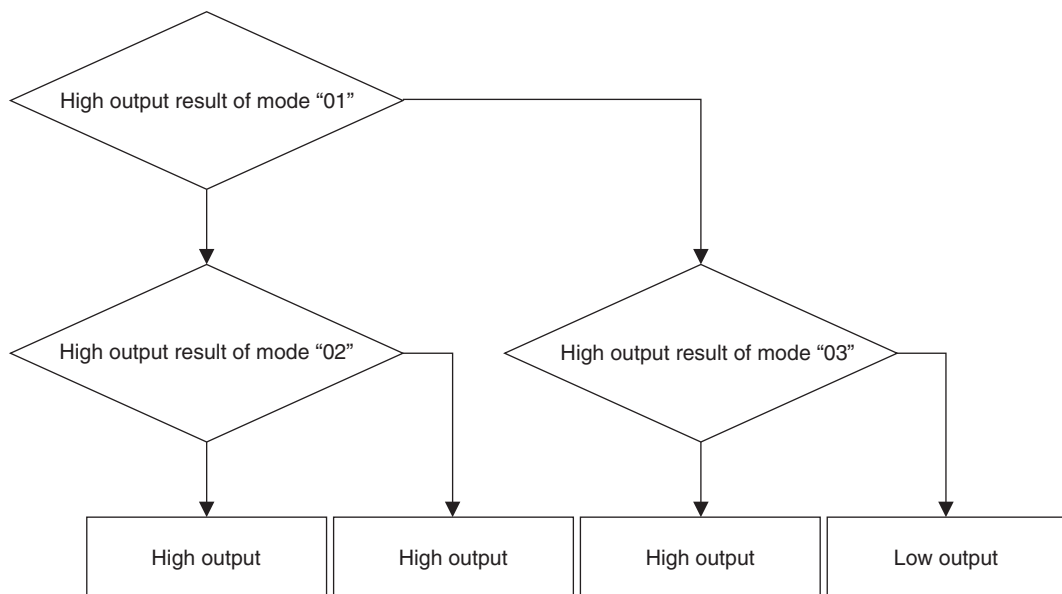 High output result of mode “01”
High output result of mode “02”
High output result of mode “03”
High output
High output
High output
Low output